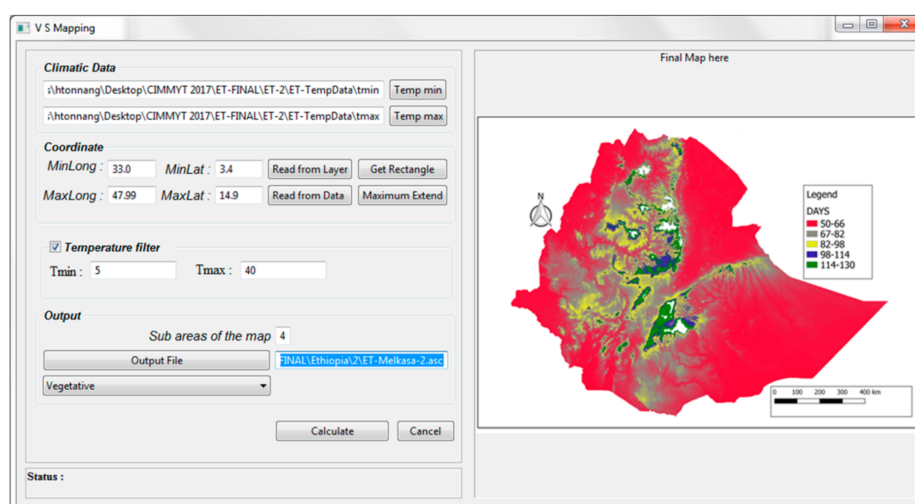 V S Mapping
Climatic Data
:\htonnang\Desktop\CIMMYT 2017\ET-FINAL\ET-2\ET-TempData\tmin
Temp min
:\htonnang\Desktop\CIMMYT 2017\ET-FINAL\ET-2\ET-TempData\tmax
Temp max
Coordinate
MinLong : 33.0 MinLat : 3.4 Read from Layer Get Rectangle
MaxLong : 47.99 MaxLat : 14.9 Read from Data Maximum Extend
Temperature filter
Tmin : 5 Tmax : 40
Output
Sub areas of the map 4
Output File FINAL\Ethiopia\2\ET-Melkasa-2.asc
Vegetative
Calculate Cancel
Status :
Final Map here
N
Legend
DAYS
50-66
67-82
82-98
98-114
114-130
0 100 200 300 400 km